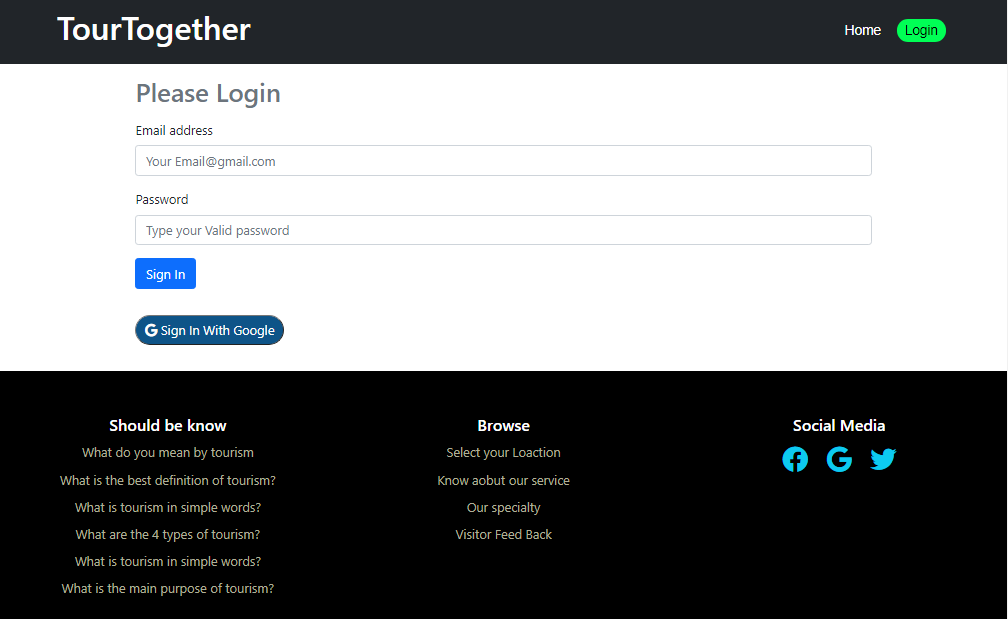 TourTogether
Home
Login
Please Login
Email address
Your Email@gmail.com
Password
Type your Valid password
Sign In
Sign In With Google
Should be know
What do you mean by tourism
What is the best definition of tourism?
What is tourism in simple words?
What are the 4 types of tourism?
What is tourism in simple words?
What is the main purpose of tourism?
Browse
Select your Loaction
Know aobut our service
Our specialty
Visitor Feed Back
Social Media